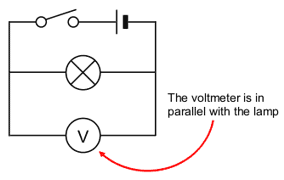 The voltmeter is in
parallel with the lamp
V